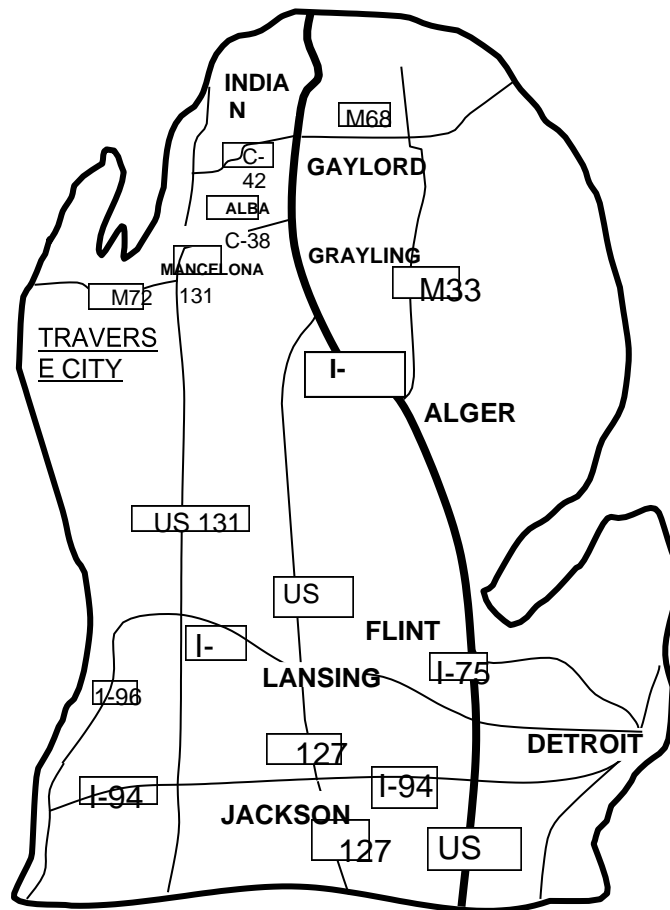 INDIA
N
M68
C-
42
GAYLORD
ALBA
C-38
GRAYLING
MANCELONA
M33
M72
131
TRAVERS
E CITY
I-
ALGER
US 131
US
FLINT
I-
LANSING
I-75
1-96
DETROIT
127
I-94
I-94
JACKSON
127
US